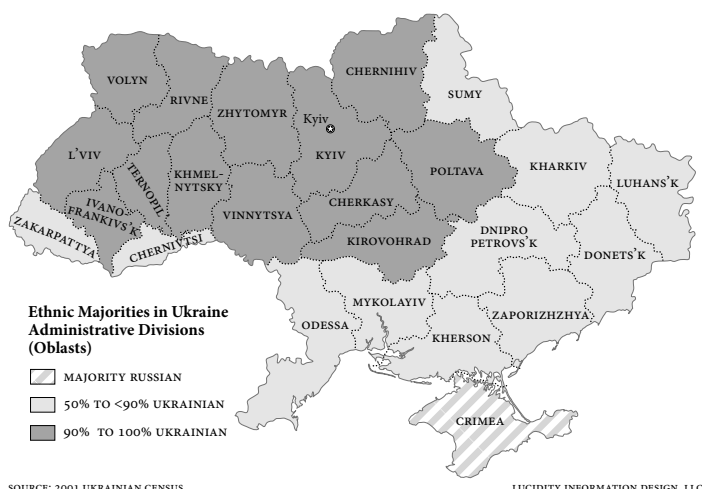 CHERNIHIV
VOLYN
RIVNE
SUMY
ZHYTOMYR
Kyiv
L'VIV
KYIV
KHARKIV
TERNOPIL'
KHMEL-
NYTSKY
POLTAVA
LUHANS'K
IVANO-
FRANKIVS'K
CHERKASY
VINNYTSYA
ZAKARPATTYA
CHERNIVTSI
KIROVOHRAD
DNIPRO
PETROVS'K
DONETS'K
MYKOLAYIV
ZAPORIZHZHYA
ODESSA
KHERSON
CRIMEA
Ethnic Majorities in Ukraine
Administrative Divisions
(Oblasts)
MAJORITY RUSSIAN
50% TO <90% UKRAINIAN
90% TO 100% UKRAINIAN
SOURCE: 2001 UKRAINIAN CENSUS
LUCIDITY INFORMATION DESIGN, LLC